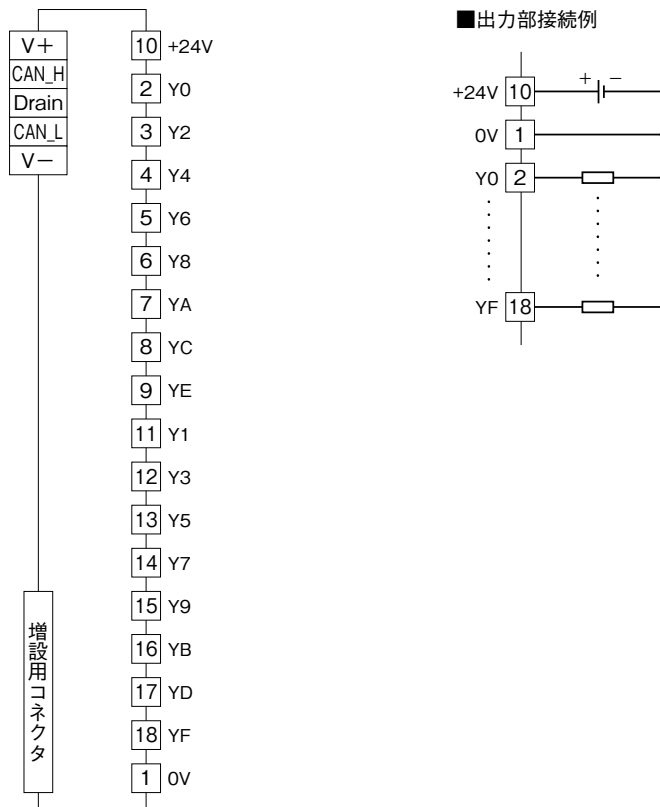 V+
CAN_H
Drain
CAN_L
V−
増設用コネクタ
10 +24V
2 Y0
3 Y2
4 Y4
5 Y6
6 Y8
7 YA
8 YC
9 YE
11 Y1
12 Y3
13 Y5
14 Y7
15 Y9
16 YB
17 YD
18 YF
1 0V
■出力部接続例
+24V 10 + −
0V 1
Y0 2
YF 18